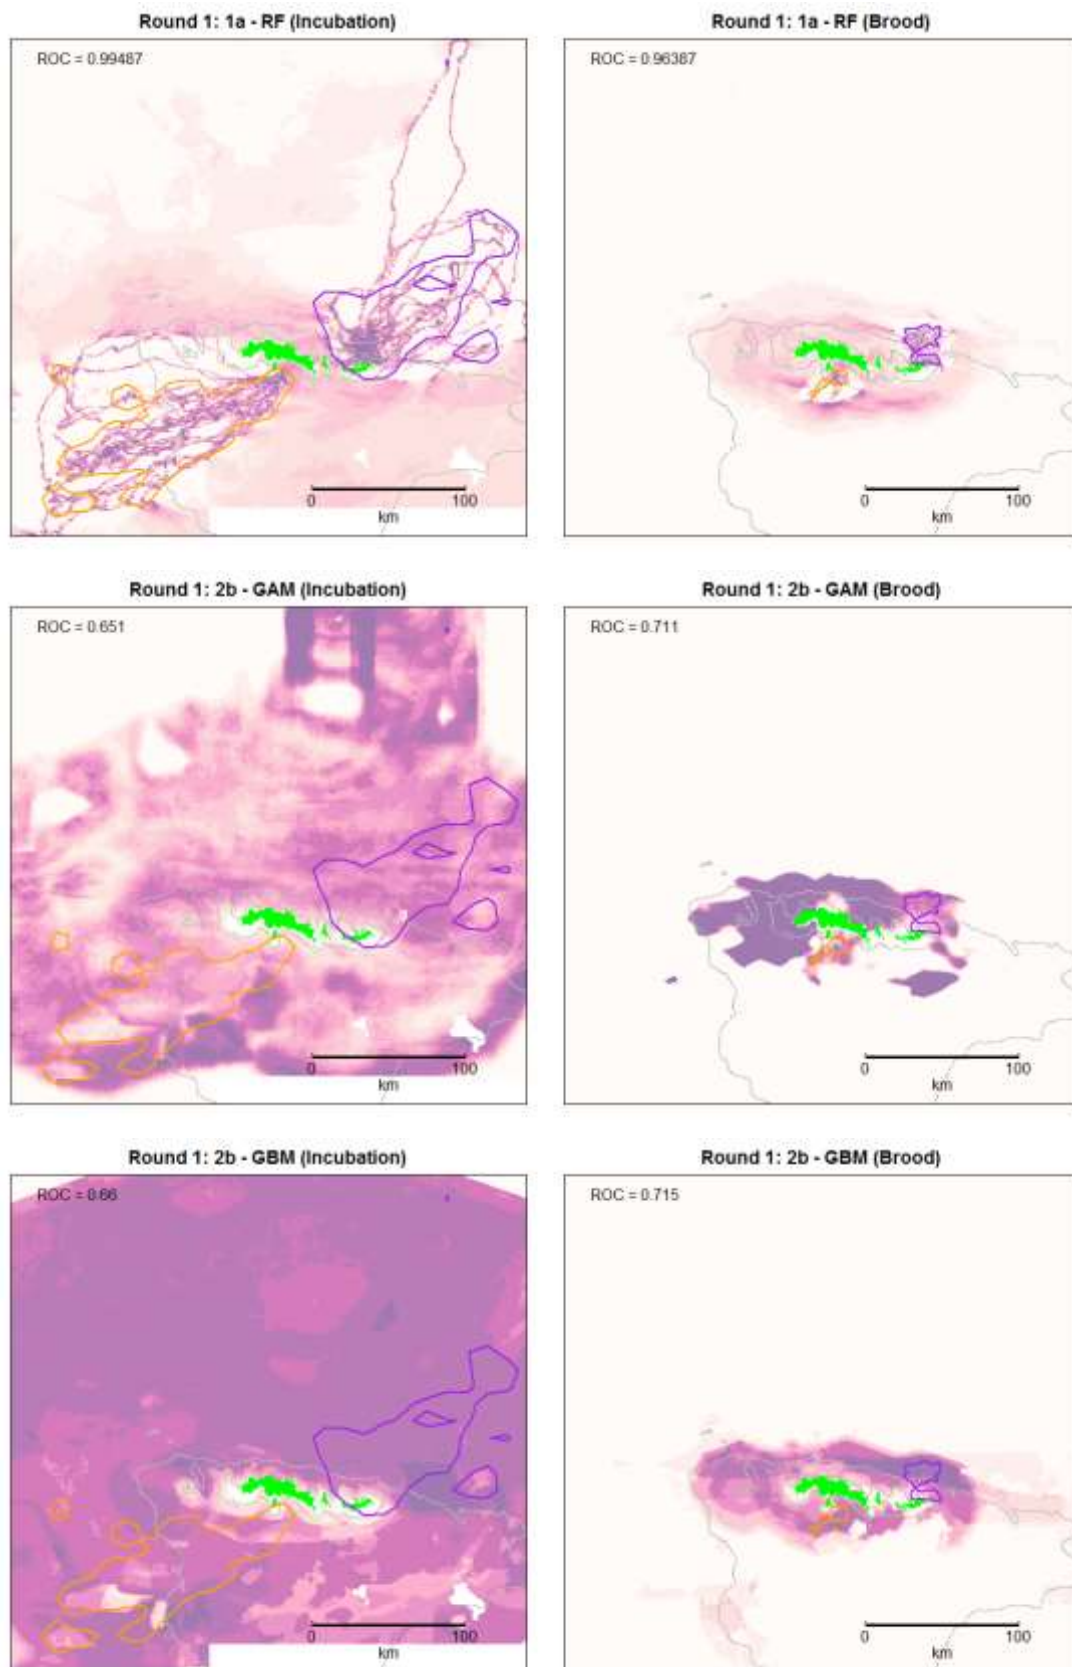 Round 1: 1a - RF (Incubation)
ROC = 0.99487
0 100
km
Round 1: 1a - RF (Brood)
ROC = 0.96387
0 100
km
Round 1: 2b - GAM (Incubation)
ROC = 0.651
0 100
km
Round 1: 2b - GAM (Brood)
ROC = 0.711
0 100
km
Round 1: 2b - GBM (Incubation)
ROC = 0.66
0 100
km
Round 1: 2b - GBM (Brood)
ROC = 0.715
0 100
km